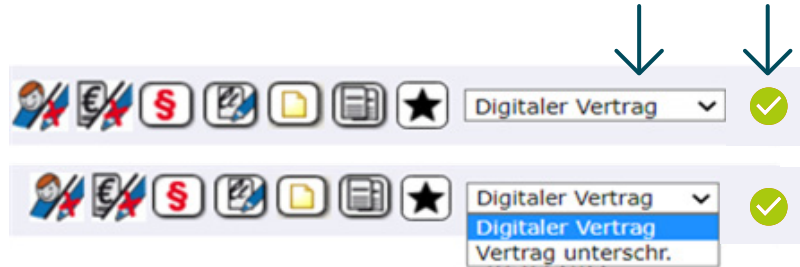 € § Digitaler Vertrag
€ § Digitaler Vertrag
Digitaler Vertrag
Vertrag unterschr.